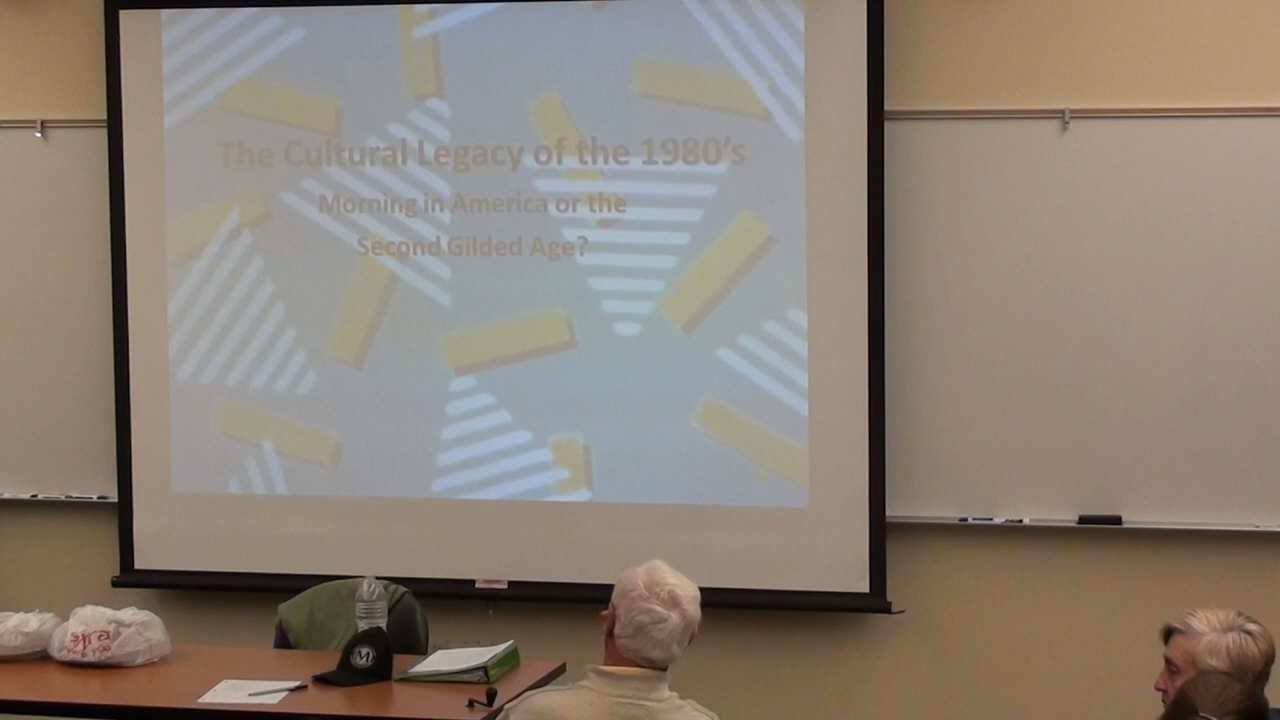 The Cultural Legacy of the 1980's
Morning in America or the
Second Gilded Age?
M